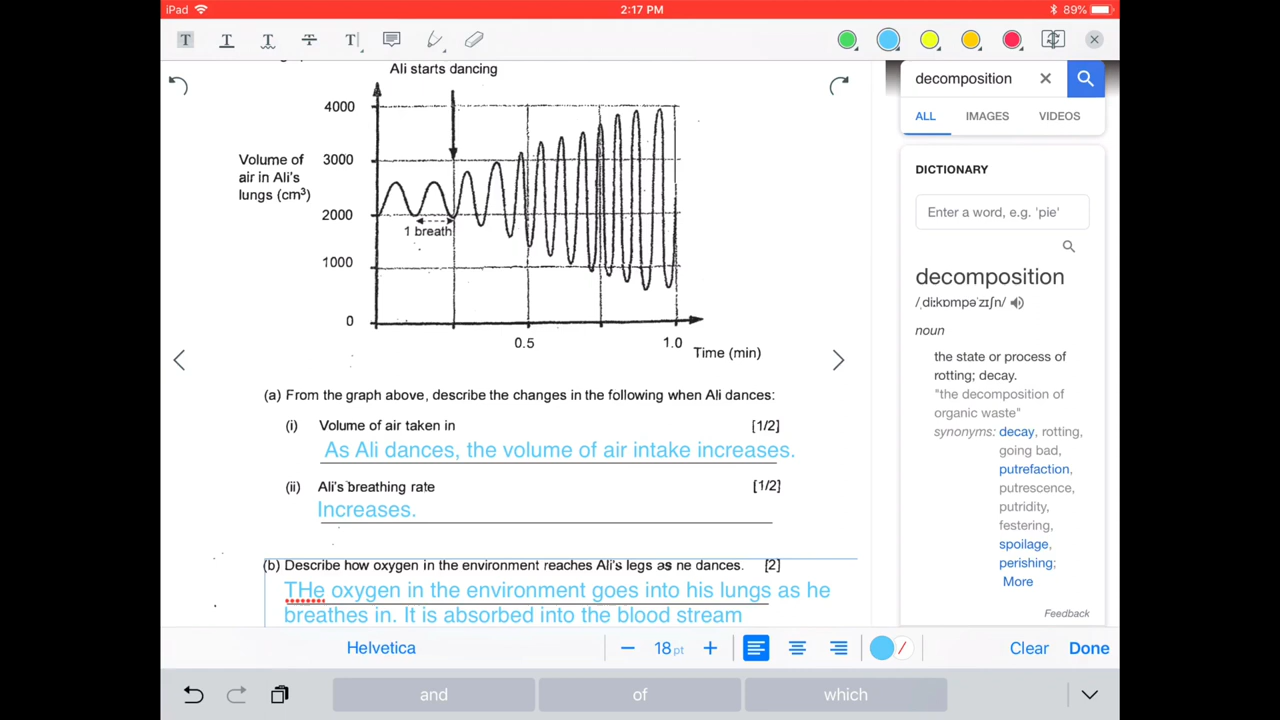 iPad
2:17 PM
89%
T T T T T
decomposition
ALL IMAGES VIDEOS
DICTIONARY
Enter a word, e.g. 'pie'
decomposition
/ˌdiːkɒmpəˈzɪʃn/
noun
the state or process of
rotting; decay.
"the decomposition of
organic waste"
synonyms: decay, rotting,
going bad,
putrefaction,
putrescence,
putridity,
festering,
spoilage,
perishing;
More
Feedback
Ali starts dancing
4000
3000
2000
1000
0
Volume of
air in Ali's
lungs (cm³)
1 breath
0.5
1.0
Time (min)
(a) From the graph above, describe the changes in the following when Ali dances:
(i) Volume of air taken in [1/2]
As Ali dances, the volume of air intake increases.
(ii) Ali's breathing rate [1/2]
Increases.
(b) Describe how oxygen in the environment reaches Ali's legs as ne dances. [2]
THe oxygen in the environment goes into his lungs as he
breathes in. It is absorbed into the blood stream
Helvetica
18 pt
Clear Done
and of which